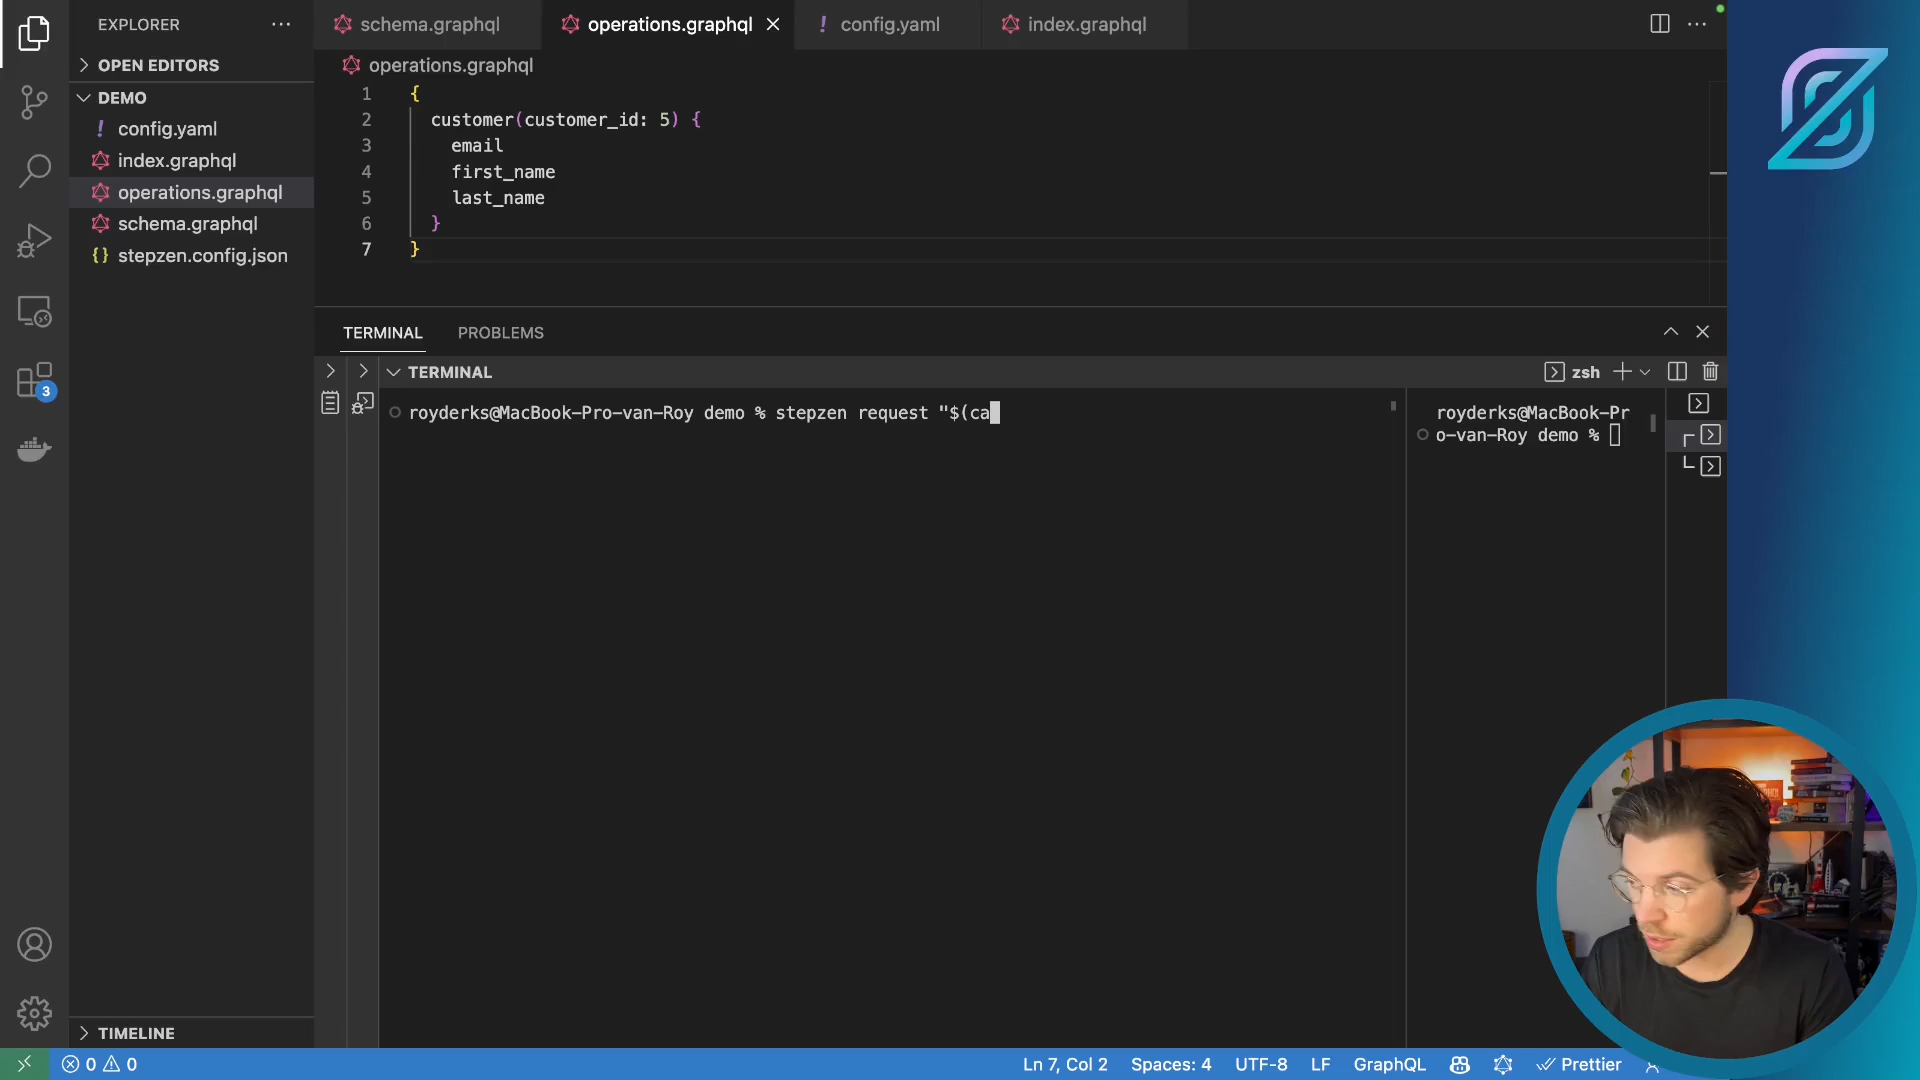 EXPLORER
schema.graphql
operations.graphql
! config.yaml
index.graphql
OPEN EDITORS
operations.graphql
DEMO
! config.yaml
index.graphql
operations.graphql
schema.graphql
{} stepzen.config.json
1 {
2 customer(customer_id: 5) {
3 email
4 first_name
5 last_name
6 }
7 }
TERMINAL
PROBLEMS
TERMINAL
zsh
royderks@MacBook-Pro-van-Roy demo % stepzen request "$(ca
royderks@MacBook-Pr
o-van-Roy demo %
3
TIMELINE
0 0
Ln 7, Col 2
Spaces: 4
UTF-8
LF
GraphQL
Prettier